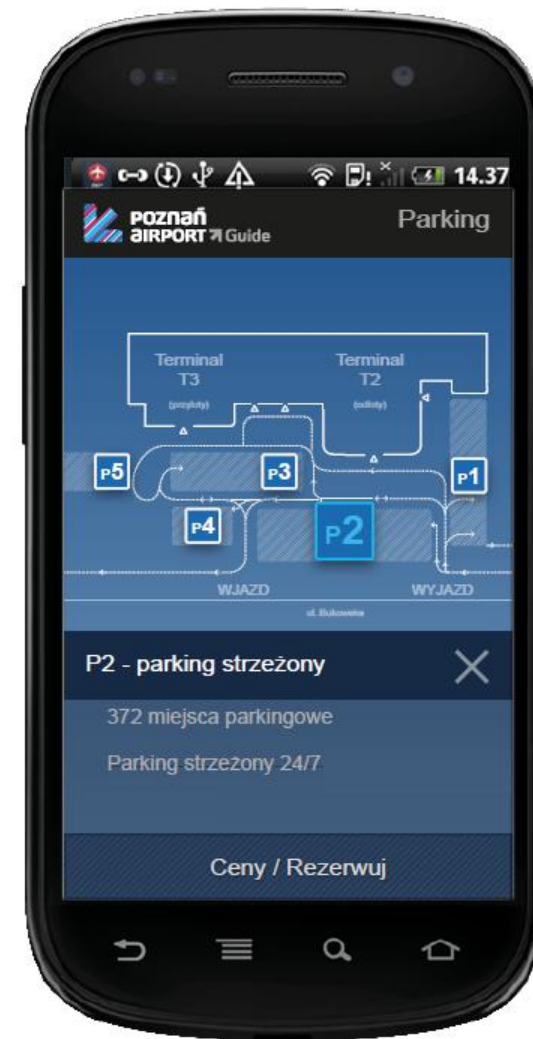 14.37
POZNAŃ
AIRPORT Guide
Parking
Terminal
T3
(przyloty)
Terminal
T2
(odloty)
P5
P3
P1
P4
P2
WJAZD
WYJAZD
ul. Bukowska
P2 - parking strzeżony
372 miejsca parkingowe
Parking strzeżony 24/7
Ceny / Rezerwuj